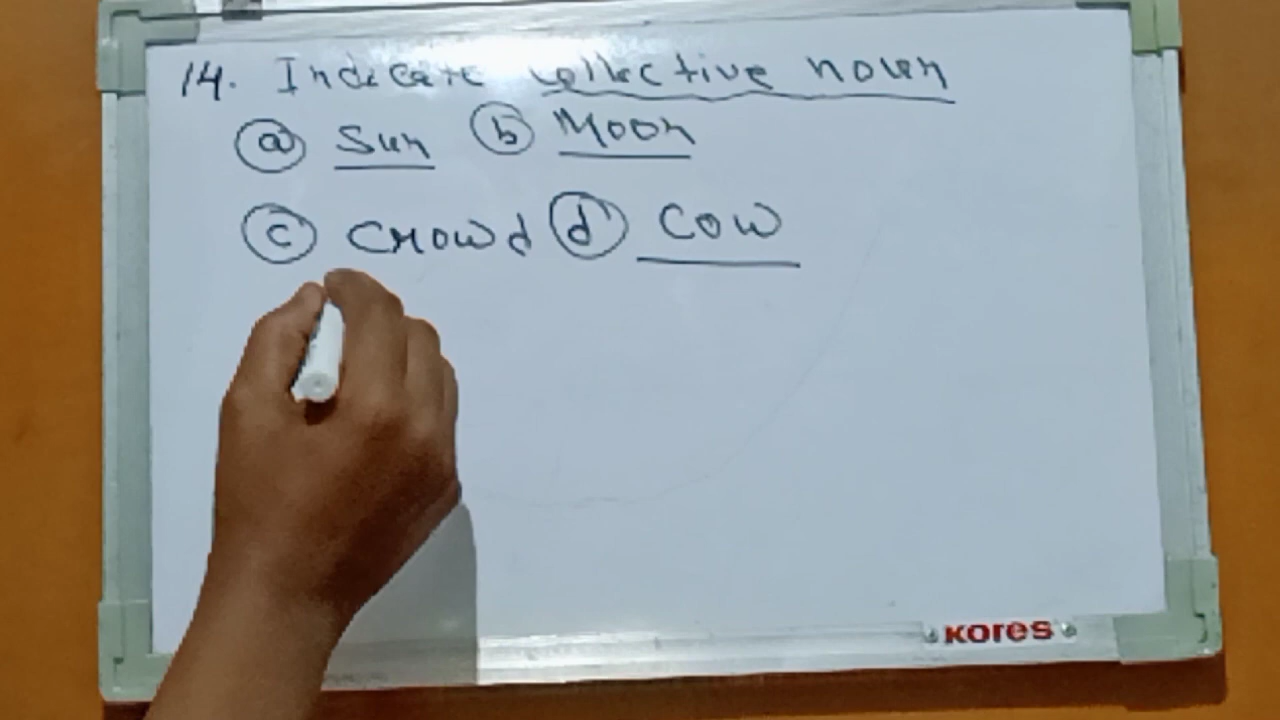 14. Indicate collective noun
(a) Sun (b) Moon
(c) Crowd (d) Cow
KORES